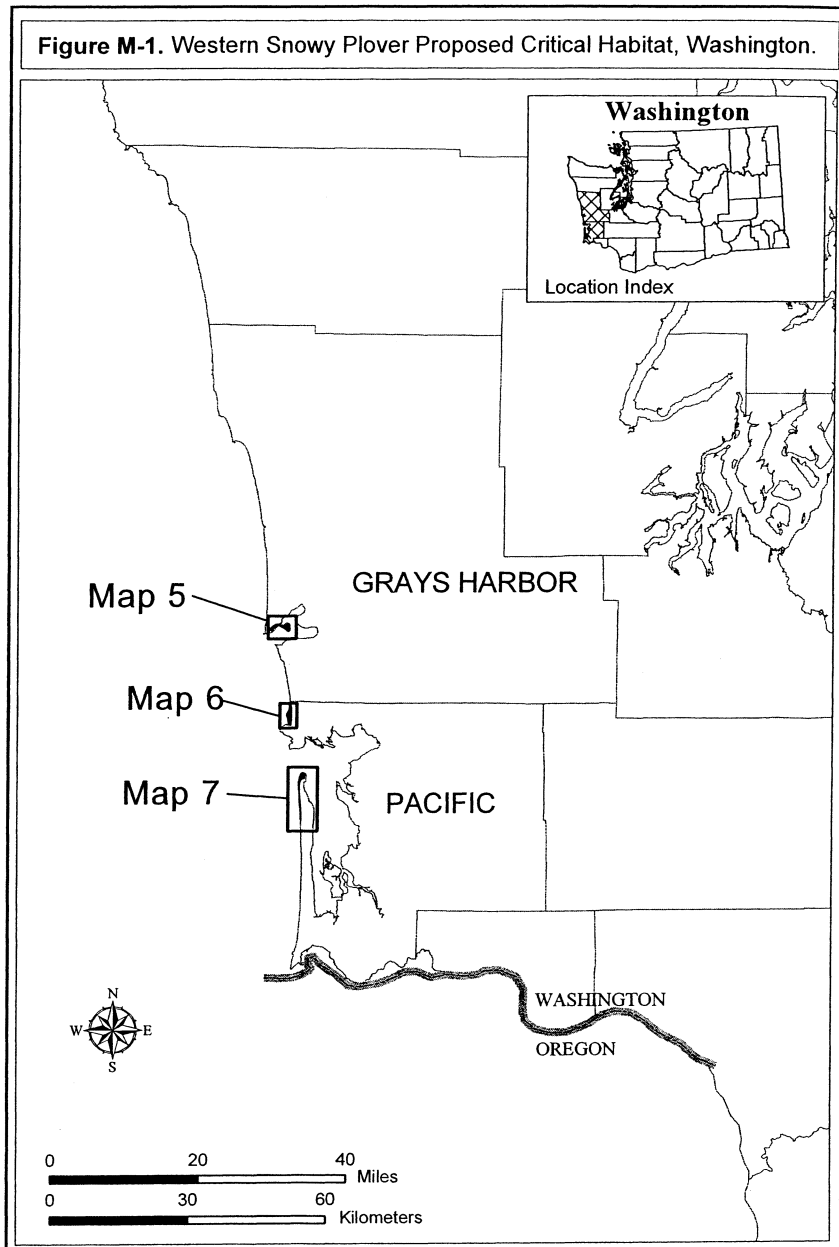 Figure M-1. Western Snowy Plover Proposed Critical Habitat, Washington.
Washington
Location Index
Map 5
GRAYS HARBOR
Map 6
Map 7
PACIFIC
WASHINGTON
OREGON
N
W E
S
0 20 40
Miles
0 30 60
Kilometers